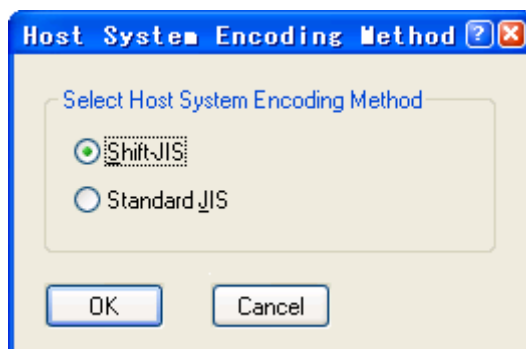 Host System Encoding Method
Select Host System Encoding Method
Shift-JIS
Standard JIS
OK
Cancel